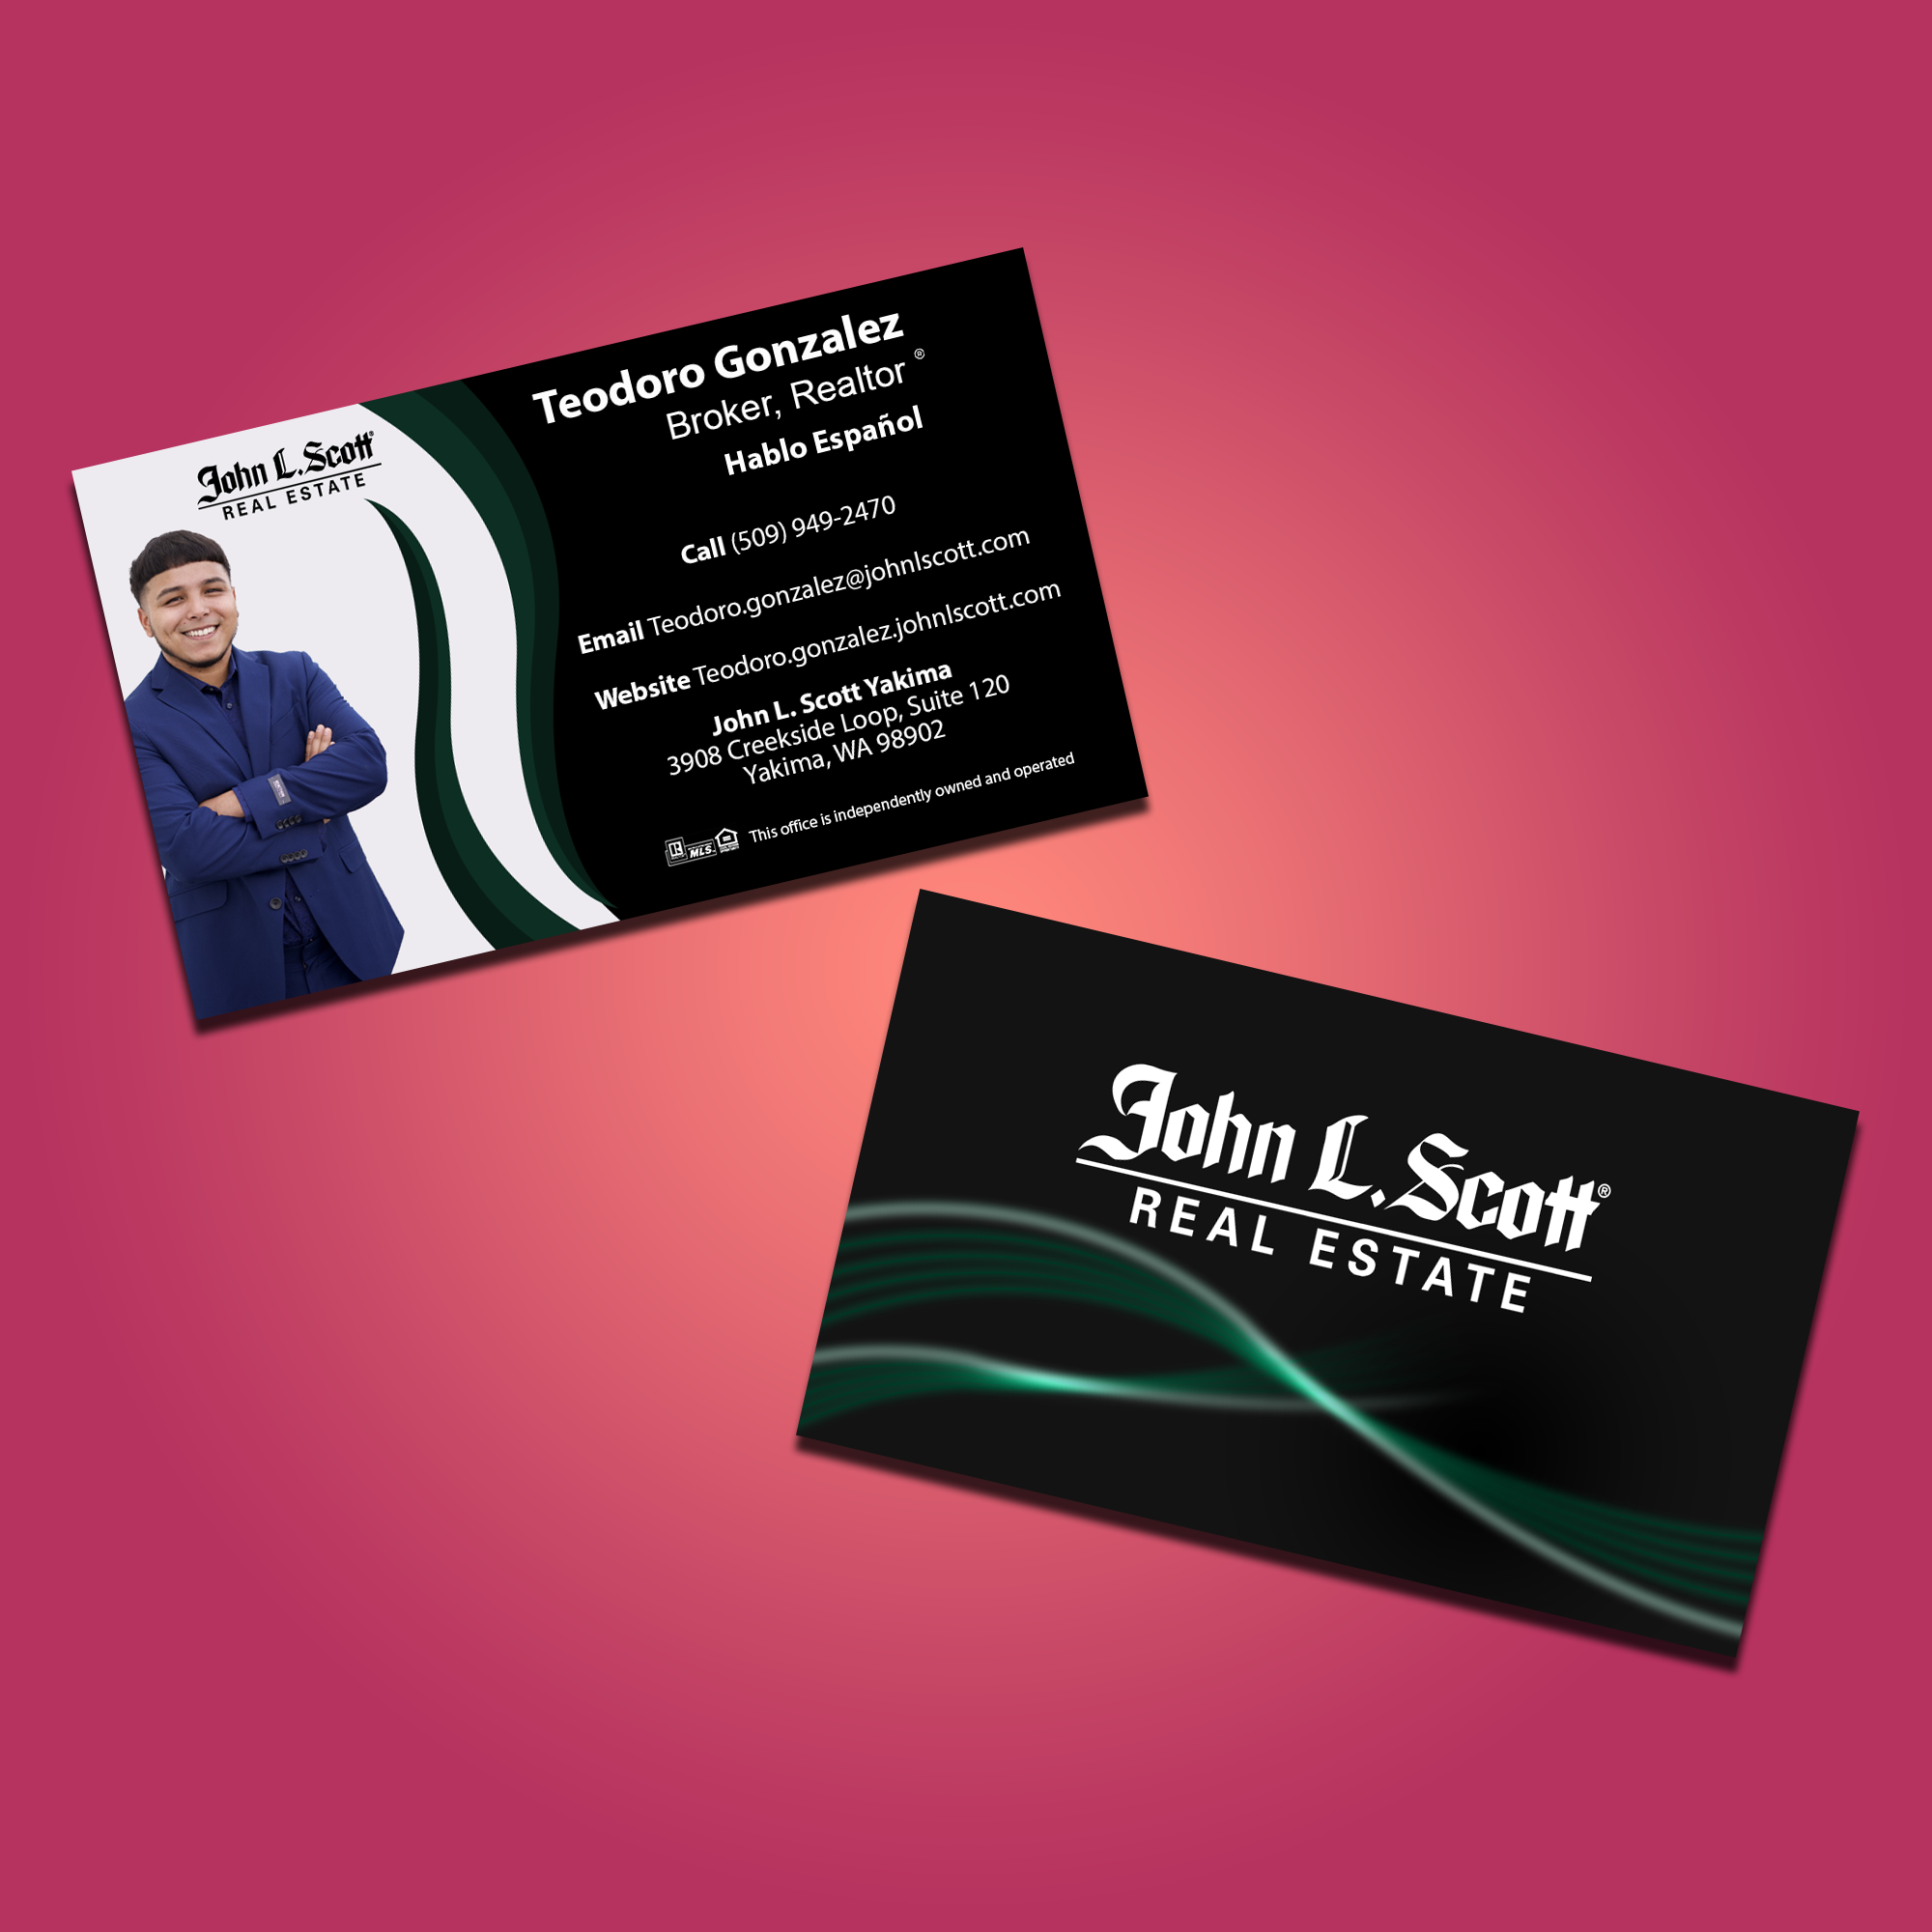 John L. Scott®
REAL ESTATE
Teodoro Gonzalez
Broker, Realtor ®
Hablo Español
Call (509) 949-2470
Email Teodoro.gonzalez@johnlscott.com
Website Teodoro.gonzalez.johnlscott.com
John L. Scott Yakima
3908 Creekside Loop, Suite 120
Yakima, WA 98902
R MLS This office is independently owned and operated
John L. Scott®
REAL ESTATE